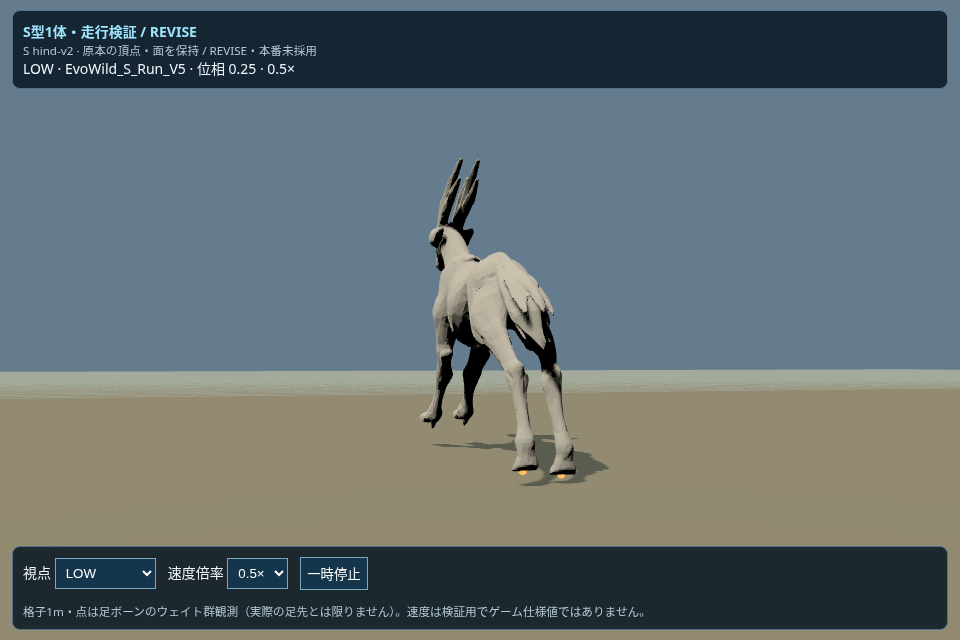 S型1体・走行検証 / REVISE
S hind-v2 · 原本の頂点・面を保持 / REVISE・本番未採用
LOW · EvoWild_S_Run_V5 · 位相 0.25 · 0.5×
視点 LOW 速度倍率 0.5× 一時停止
格子1m・点は足ボーンのウェイト群観測（実際の足先とは限りません）。速度は検証用でゲーム仕様値ではありません。